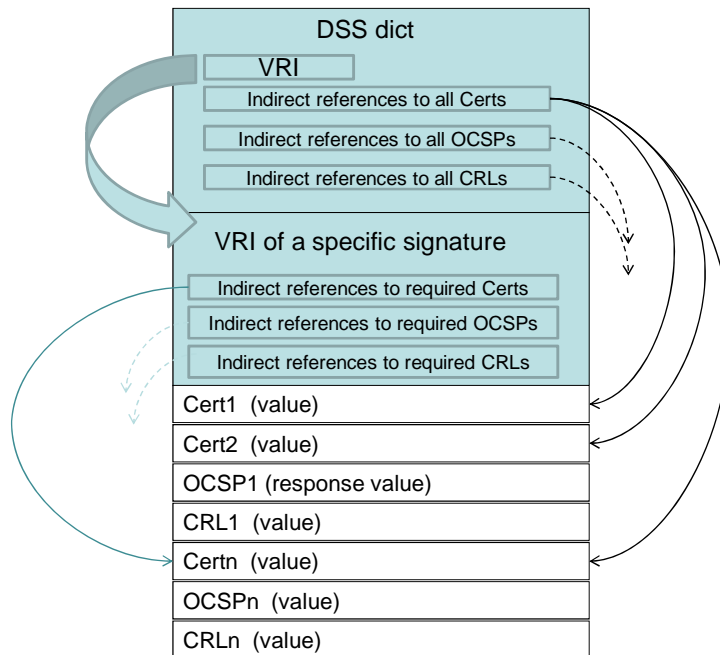 DSS dict
VRI
Indirect references to all Certs
Indirect references to all OCSPs
Indirect references to all CRLs
VRI of a specific signature
Indirect references to required Certs
Indirect references to required OCSPs
Indirect references to required CRLs
Cert1  (value)
Cert2  (value)
OCSP1 (response value)
CRL1  (value)
Certn  (value)
OCSPn  (value)
CRLn  (value)